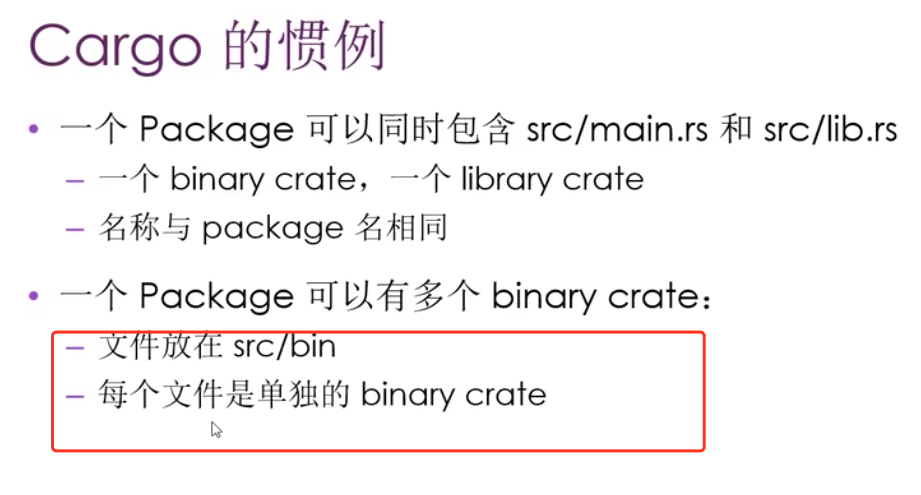 Cargo 的惯例
• 一个 Package 可以同时包含 src/main.rs 和 src/lib.rs
– 一个 binary crate，一个 library crate
– 名称与 package 名相同
• 一个 Package 可以有多个 binary crate：
– 文件放在 src/bin
– 每个文件是单独的 binary crate